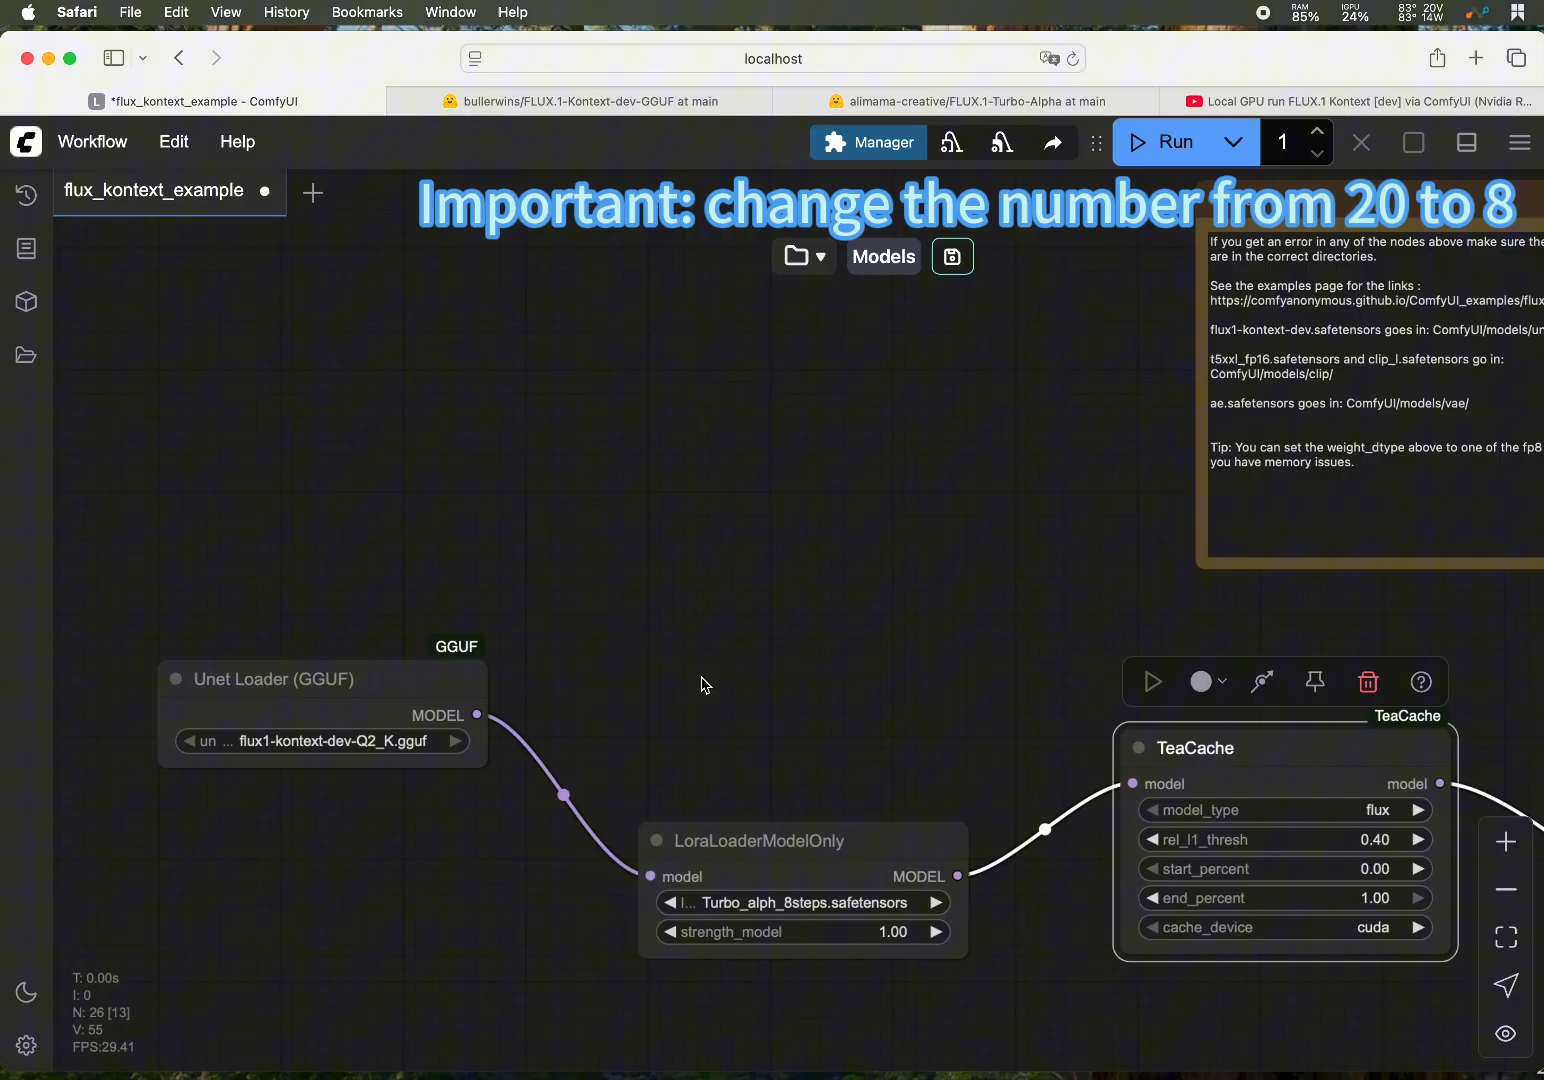 Safari File Edit View History Bookmarks Window Help
RAM 85% IGPU 24% 83° 20V 83° 14W
localhost
L *flux_kontext_example - ComfyUI
bullerwins/FLUX.1-Kontext-dev-GGUF at main
alimama-creative/FLUX.1-Turbo-Alpha at main
Local GPU run FLUX.1 Kontext [dev] via ComfyUI (Nvidia R...
Workflow Edit Help
Manager
Run
1
flux_kontext_example
Important: change the number from 20 to 8
Models
If you get an error in any of the nodes above make sure the
are in the correct directories.
See the examples page for the links :
https://comfyanonymous.github.io/ComfyUI_examples/flux
flux1-kontext-dev.safetensors goes in: ComfyUI/models/un
t5xxl_fp16.safetensors and clip_l.safetensors go in:
ComfyUI/models/clip/
ae.safetensors goes in: ComfyUI/models/vae/
Tip: You can set the weight_dtype above to one of the fp8
you have memory issues.
GGUF
Unet Loader (GGUF)
MODEL
un ... flux1-kontext-dev-Q2_K.gguf
LoraLoaderModelOnly
model MODEL
l... Turbo_alph_8steps.safetensors
strength_model 1.00
TeaCache
TeaCache
model model
model_type flux
rel_l1_thresh 0.40
start_percent 0.00
end_percent 1.00
cache_device cuda
T: 0.00s
I: 0
N: 26 [13]
V: 55
FPS:29.41